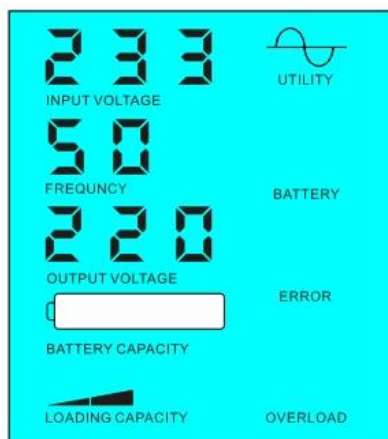 233
UTILITY
INPUT VOLTAGE
50
FREQUNCY
BATTERY
220
OUTPUT VOLTAGE
ERROR
BATTERY CAPACITY
LOADING CAPACITY
OVERLOAD